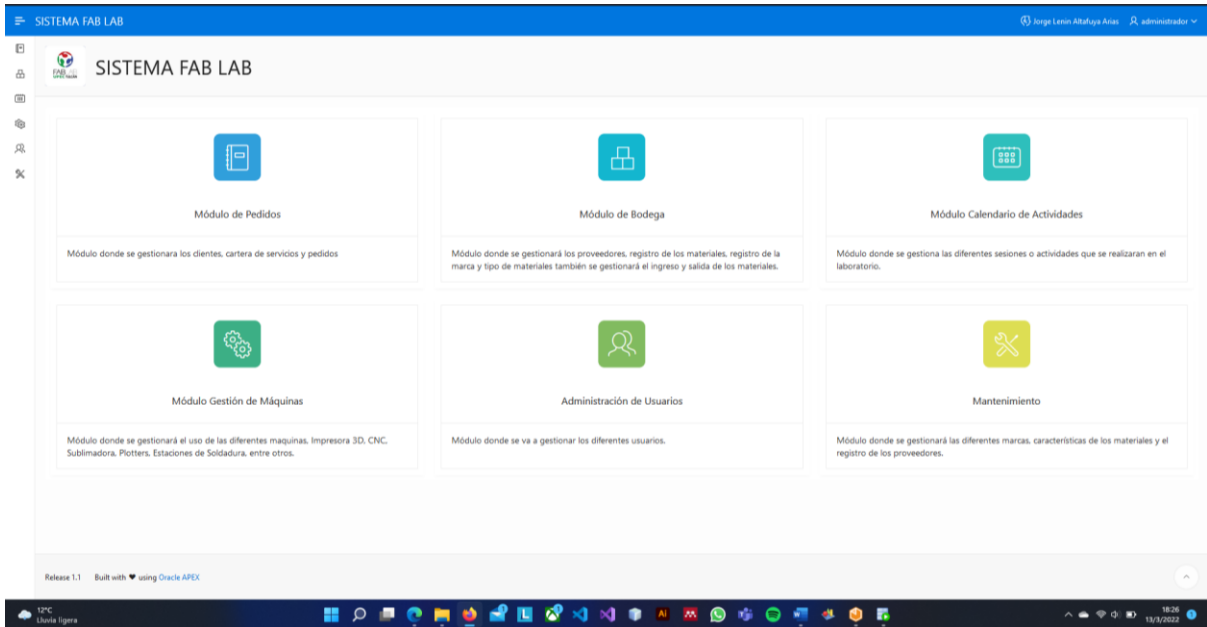 SISTEMA FAB LAB
Jorge Lenin Altafuya Arias administrador
SISTEMA FAB LAB
Módulo de Pedidos
Módulo de Bodega
Módulo Calendario de Actividades
Módulo donde se gestionara los clientes, cartera de servicios y pedidos
Módulo donde se gestionará los proveedores, registro de los materiales, registro de la
marca y tipo de materiales también se gestionará el ingreso y salida de los materiales.
Módulo donde se gestiona las diferentes sesiones o actividades que se realizaran en el
laboratorio.
Módulo Gestión de Máquinas
Administración de Usuarios
Mantenimiento
Módulo donde se gestionará el uso de las diferentes maquinas. Impresora 3D, CNC,
Sublimadora, Plotters, Estaciones de Soldadura, entre otros.
Módulo donde se va a gestionar los diferentes usuarios.
Módulo donde se gestionará las diferentes marcas, características de los materiales y el
registro de los proveedores.
Release 1.1 Built with ♥ using Oracle APEX
12°C
Lluvia ligera
18:26
13/3/2022